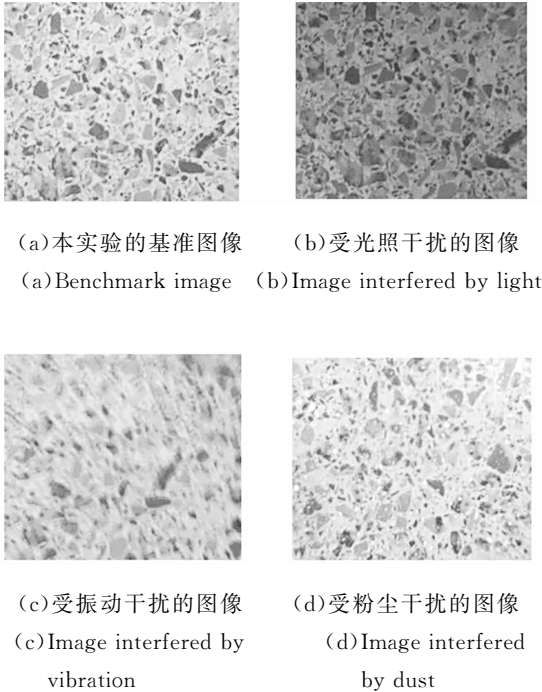 (a)本实验的基准图像
(b)受光照干扰的图像
(a)Benchmark image
(b)Image interfered by light
(c)受振动干扰的图像
(d)受粉尘干扰的图像
(c)Image interfered by
vibration
(d)Image interfered
by dust